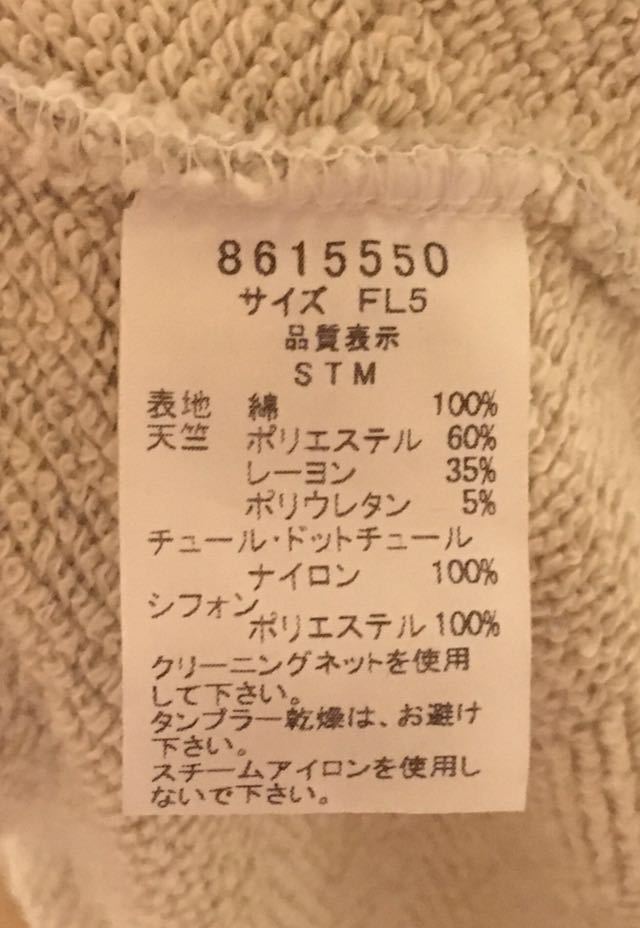 8615550
サイズ FL5
品質表示
STM
表地 綿 100%
天竺 ポリエステル 60%
レーヨン 35%
ポリウレタン 5%
チュール・ドットチュール
ナイロン 100%
シフォン
ポリエステル 100%
クリーニングネットを使用
して下さい。
タンブラー乾燥は、お避け
下さい。
スチームアイロンを使用し
ないで下さい。